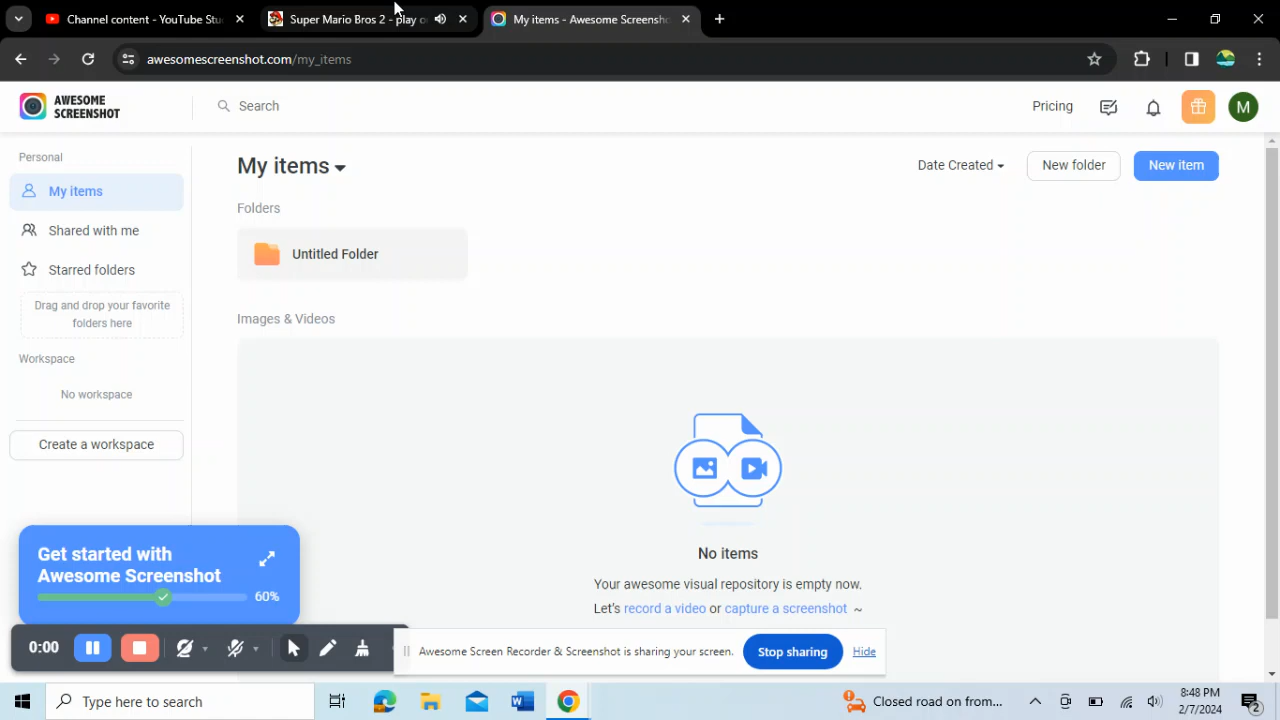 Channel content - YouTube Stu
Super Mario Bros 2 - play o
My items - Awesome Screensho
awesomescreenshot.com/my_items
AWESOME
SCREENSHOT
Search
Pricing
M
Personal
My items
Shared with me
Starred folders
Drag and drop your favorite
folders here
Workspace
No workspace
Create a workspace
My items
Date Created
New folder
New item
Folders
Untitled Folder
Images & Videos
No items
Your awesome visual repository is empty now.
Let's record a video or capture a screenshot ~
Get started with
Awesome Screenshot
60%
0:00
Awesome Screen Recorder & Screenshot is sharing your screen.
Stop sharing
Hide
Type here to search
Closed road on from...
8:48 PM
2/7/2024
2